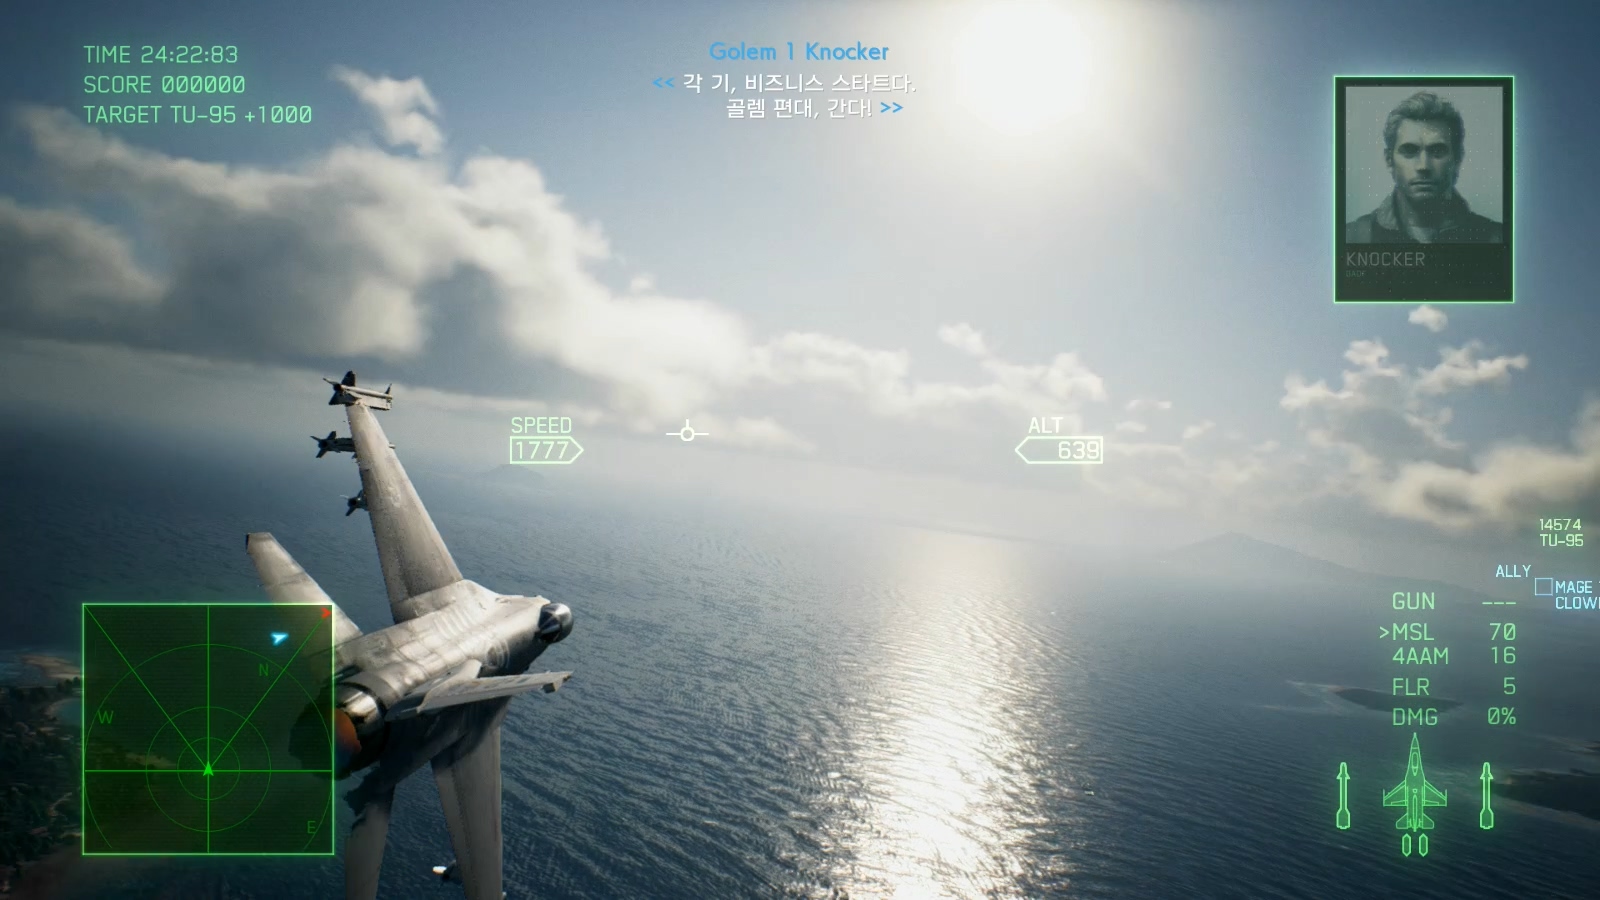 TIME 24:22:83
SCORE 000000
TARGET TU-95 +1000
Golem 1 Knocker
<< 각 기, 비즈니스 스타트다.
골렘 편대, 간다! >>
KNOCKER
SPEED
1777
ALT
639
14574
TU-95
ALLY
MAGE
CLOWN
GUN ---
>MSL 70
4AAM 16
FLR 5
DMG 0%
N
W
E